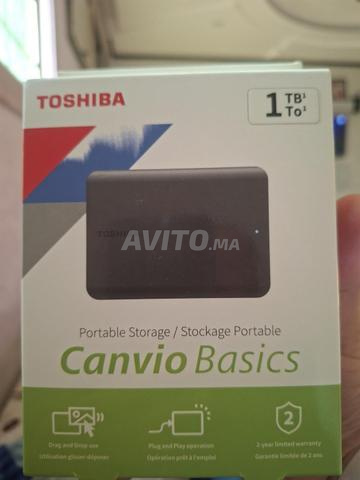 TOSHIBA
1 TB¹
To¹
TOSHIBA
AVITO.MA
Portable Storage / Stockage Portable
Canvio Basics
Drag and Drop use
Utilisation glisser-déposer
Plug and Play operation
Opération prêt à l'emploi
2
2-year limited warranty
Garantie limitée de 2 ans